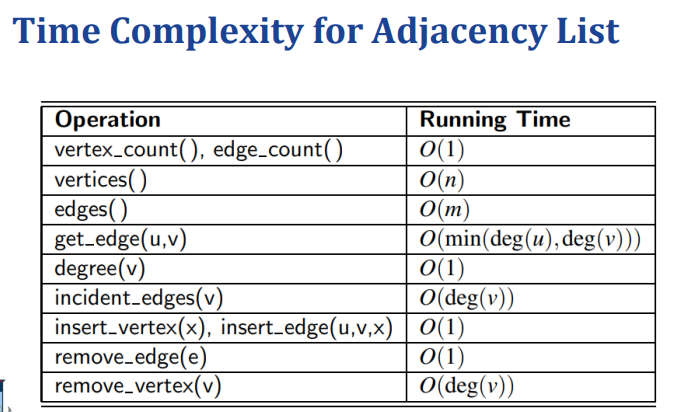 Time Complexity for Adjacency List
Operation Running Time
vertex_count( ), edge_count( ) O(1)
vertices( ) O(n)
edges( ) O(m)
get_edge(u,v) O(min(deg(u),deg(v)))
degree(v) O(1)
incident_edges(v) O(deg(v))
insert_vertex(x), insert_edge(u,v,x) O(1)
remove_edge(e) O(1)
remove_vertex(v) O(deg(v))